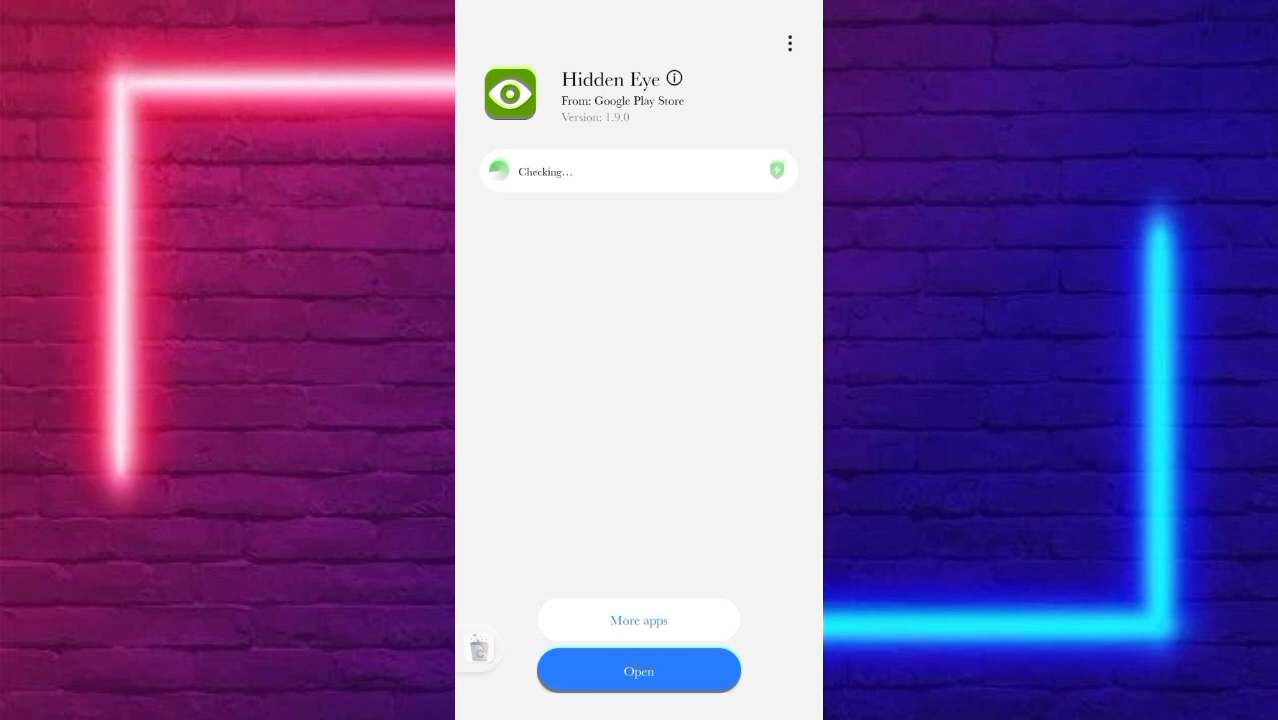 Hidden Eye
From: Google Play Store
Version: 1.9.0
Checking...
More apps
Open